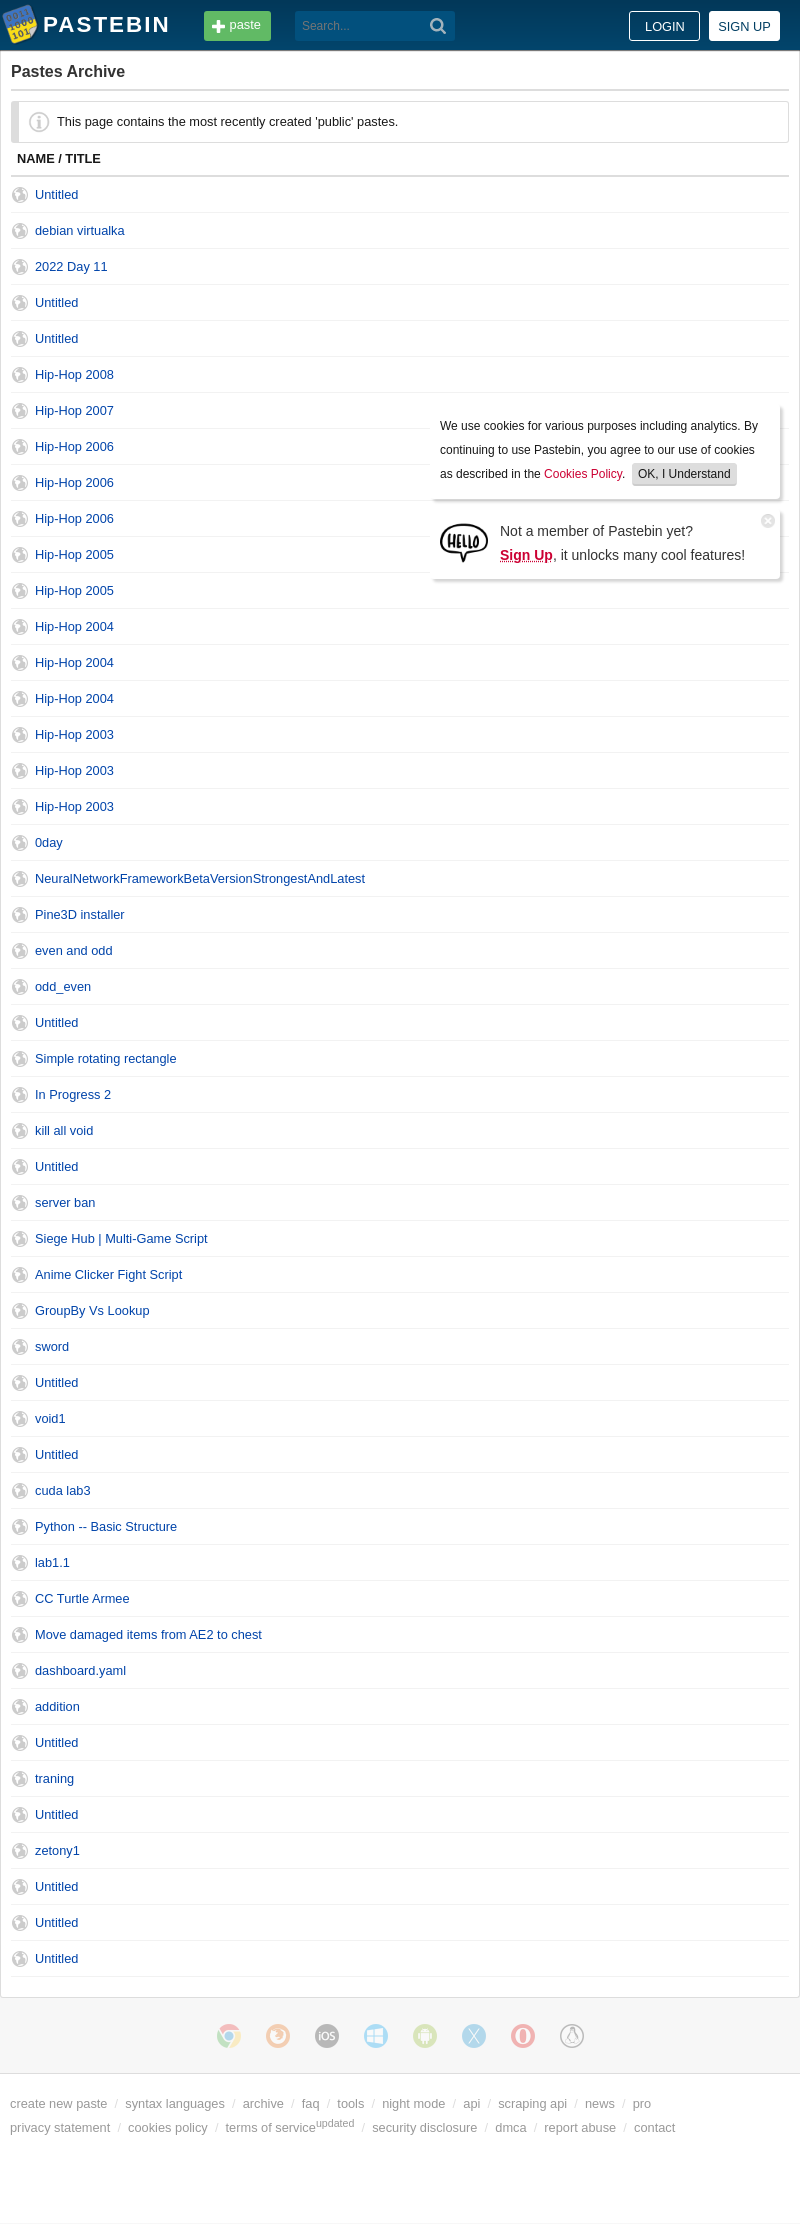 PASTEBIN
paste
Search...
LOGIN
SIGN UP
Pastes Archive
This page contains the most recently created 'public' pastes.
NAME / TITLE
Untitled
debian virtualka
2022 Day 11
Untitled
Untitled
Hip-Hop 2008
Hip-Hop 2007
Hip-Hop 2006
Hip-Hop 2006
Hip-Hop 2006
Hip-Hop 2005
Hip-Hop 2005
Hip-Hop 2004
Hip-Hop 2004
Hip-Hop 2004
Hip-Hop 2003
Hip-Hop 2003
Hip-Hop 2003
0day
NeuralNetworkFrameworkBetaVersionStrongestAndLatest
Pine3D installer
even and odd
odd_even
Untitled
Simple rotating rectangle
In Progress 2
kill all void
Untitled
server ban
Siege Hub | Multi-Game Script
Anime Clicker Fight Script
GroupBy Vs Lookup
sword
Untitled
void1
Untitled
cuda lab3
Python -- Basic Structure
lab1.1
CC Turtle Armee
Move damaged items from AE2 to chest
dashboard.yaml
addition
Untitled
traning
Untitled
zetony1
Untitled
Untitled
Untitled
We use cookies for various purposes including analytics. By
continuing to use Pastebin, you agree to our use of cookies
as described in the Cookies Policy. OK, I Understand
HELLO
Not a member of Pastebin yet?
Sign Up, it unlocks many cool features!
iOS
create new paste / syntax languages / archive / faq / tools / night mode / api / scraping api / news / pro
privacy statement / cookies policy / terms of service updated / security disclosure / dmca / report abuse / contact